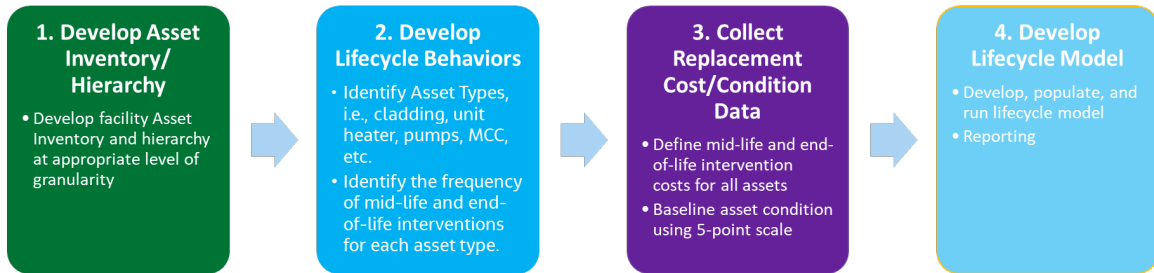 1. Develop Asset
Inventory/
Hierarchy
• Develop facility Asset
Inventory and hierarchy
at appropriate level of
granularity
2. Develop
Lifecycle Behaviors
• Identify Asset Types,
i.e., cladding, unit
heater, pumps, MCC,
etc.
• Identify the frequency
of mid-life and end-
of-life interventions
for each asset type.
3. Collect
Replacement
Cost/Condition
Data
• Define mid-life and end-
of-life intervention
costs for all assets
• Baseline asset condition
using 5-point scale
4. Develop
Lifecycle Model
• Develop, populate, and
run lifecycle model
• Reporting